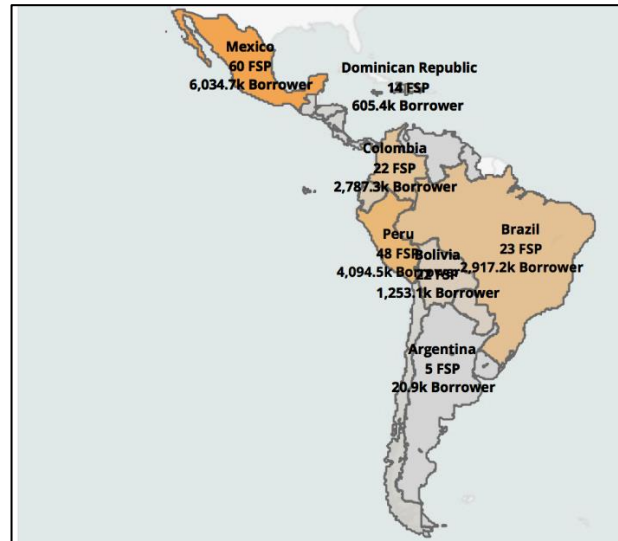 Mexico
60 FSP
6,034.7k Borrower
Dominican Republic
14 FSP
605.4k Borrower
Colombia
22 FSP
2,787.3k Borrower
Peru
48 FSP
4,094.5k Borrower
Bolivia
22 FSP
1,253.1k Borrower
Brazil
23 FSP
2,917.2k Borrower
Argentina
5 FSP
20.9k Borrower